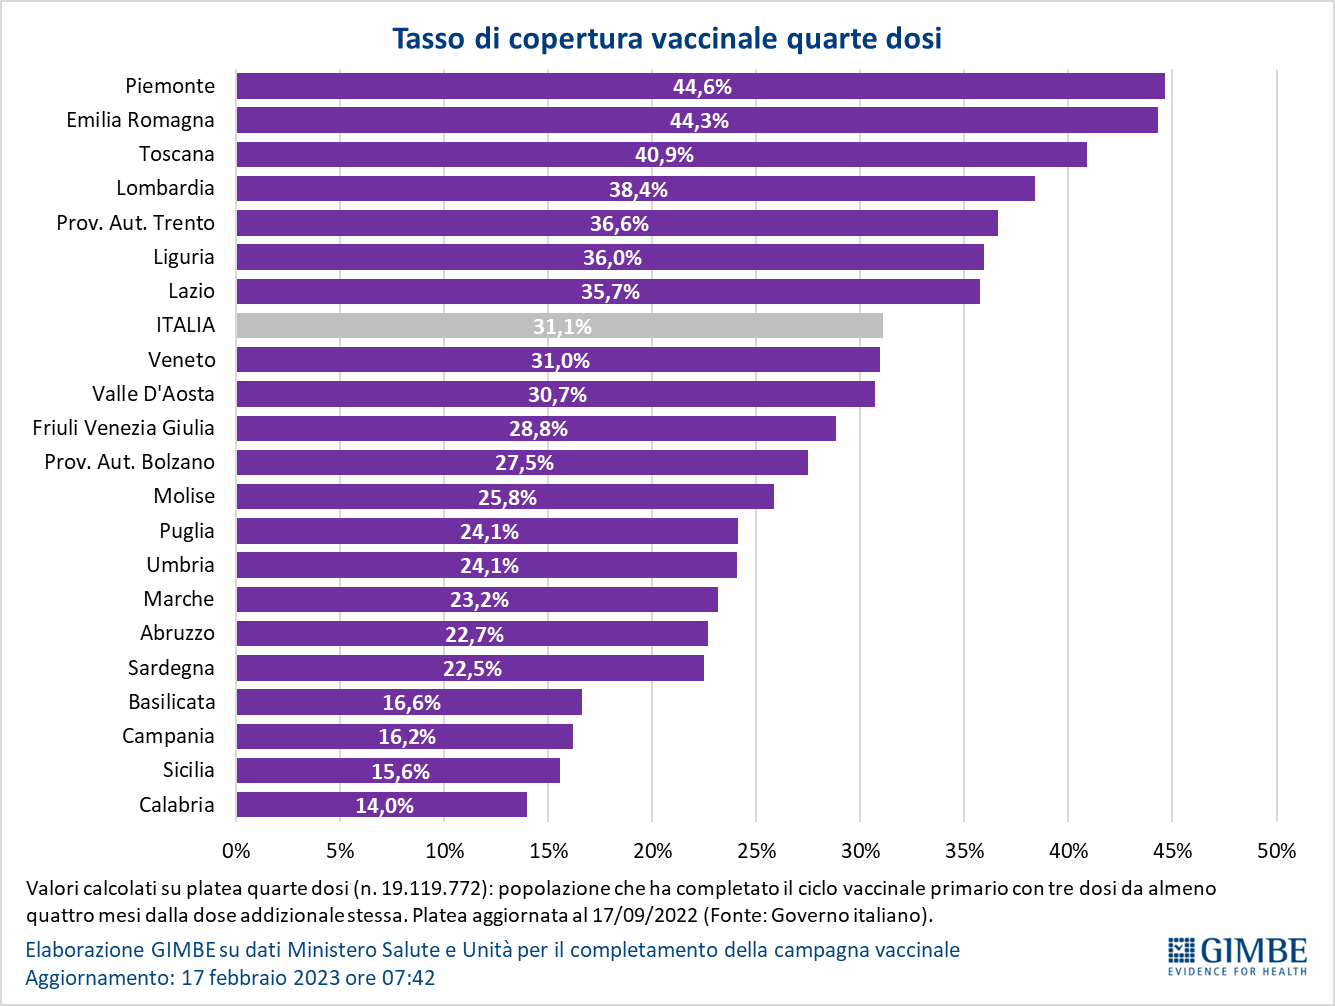 Tasso di copertura vaccinale quarte dosi
Piemonte 44,6%
Emilia Romagna 44,3%
Toscana 40,9%
Lombardia 38,4%
Prov. Aut. Trento 36,6%
Liguria 36,0%
Lazio 35,7%
ITALIA 31,1%
Veneto 31,0%
Valle D'Aosta 30,7%
Friuli Venezia Giulia 28,8%
Prov. Aut. Bolzano 27,5%
Molise 25,8%
Puglia 24,1%
Umbria 24,1%
Marche 23,2%
Abruzzo 22,7%
Sardegna 22,5%
Basilicata 16,6%
Campania 16,2%
Sicilia 15,6%
Calabria 14,0%
0% 5% 10% 15% 20% 25% 30% 35% 40% 45% 50%
Valori calcolati su platea quarte dosi (n. 19.119.772): popolazione che ha completato il ciclo vaccinale primario con tre dosi da almeno
quattro mesi dalla dose addizionale stessa. Platea aggiornata al 17/09/2022 (Fonte: Governo italiano).
Elaborazione GIMBE su dati Ministero Salute e Unità per il completamento della campagna vaccinale
Aggiornamento: 17 febbraio 2023 ore 07:42
GIMBE
EVIDENCE FOR HEALTH